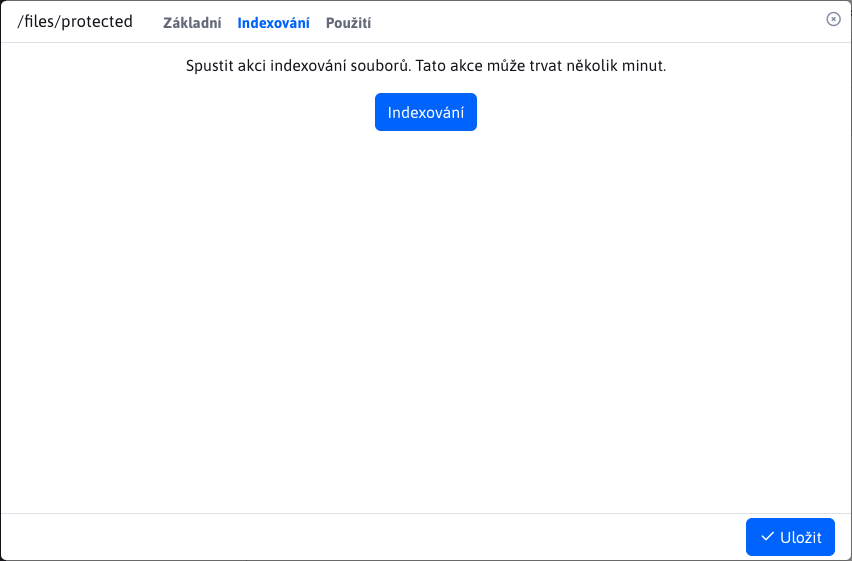 /files/protected Základní Indexování Použití
Spustit akci indexování souborů. Tato akce může trvat několik minut.
Indexování
Uložit